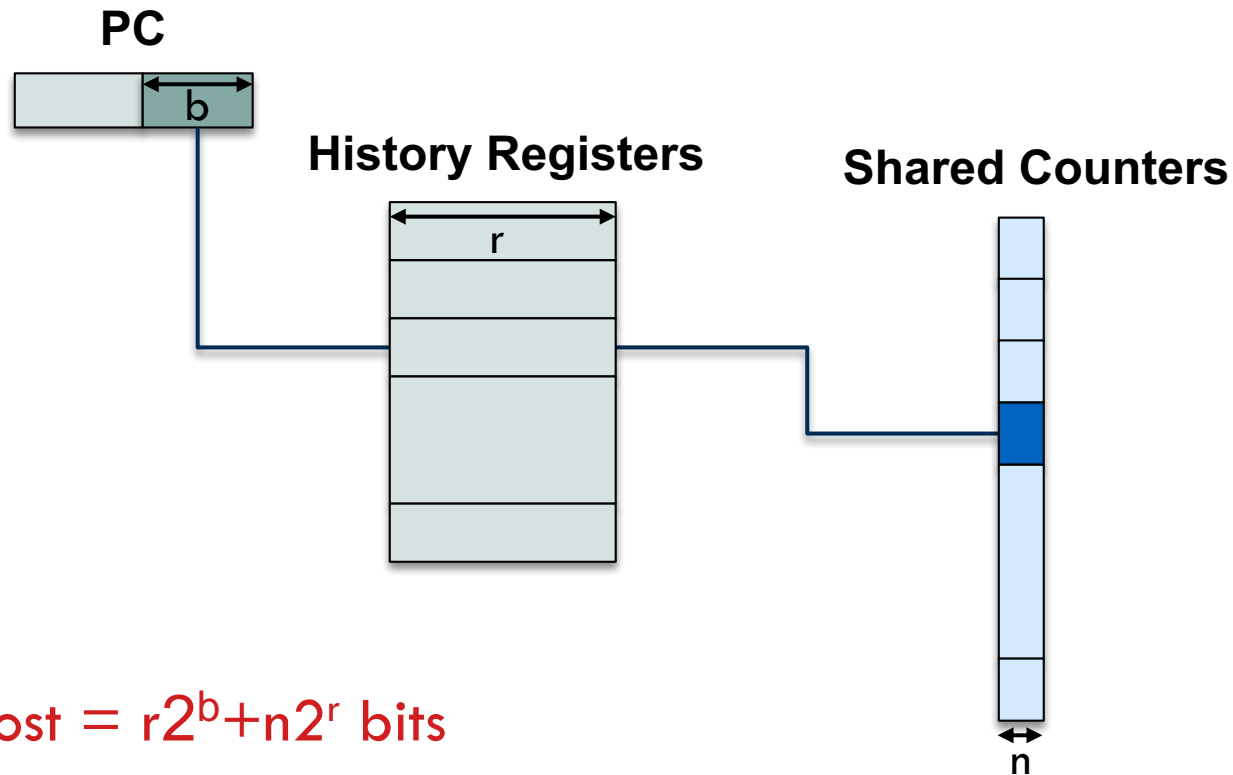 PC
b
History Registers
Shared Counters
r
ost = r2ᵇ+n2ʳ bits
n